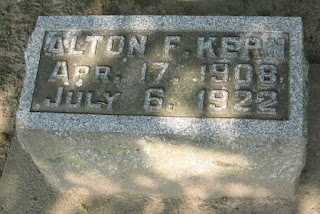 ALTON F. KERN
APR. 17, 1908.
JULY 6, 1922